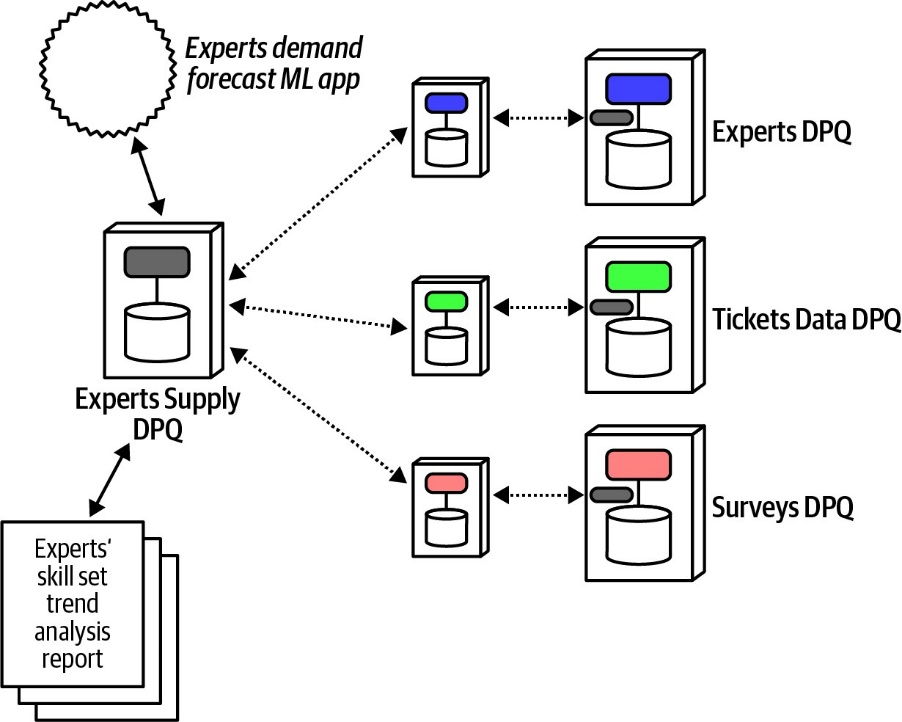 Experts demand
forecast ML app
Experts DPQ
Tickets Data DPQ
Experts Supply
DPQ
Surveys DPQ
Experts'
skill set
trend
analysis
report